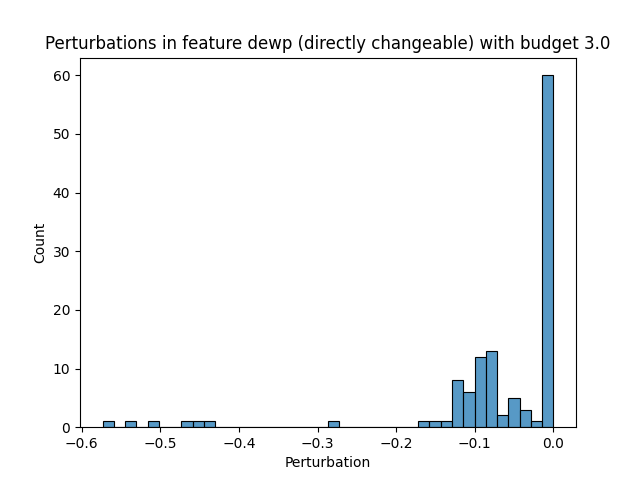 Perturbations in feature dewp (directly changeable) with budget 3.0
60
50
40
30
20
10
0
Count
−0.6 −0.5 −0.4 −0.3 −0.2 −0.1 0.0
Perturbation